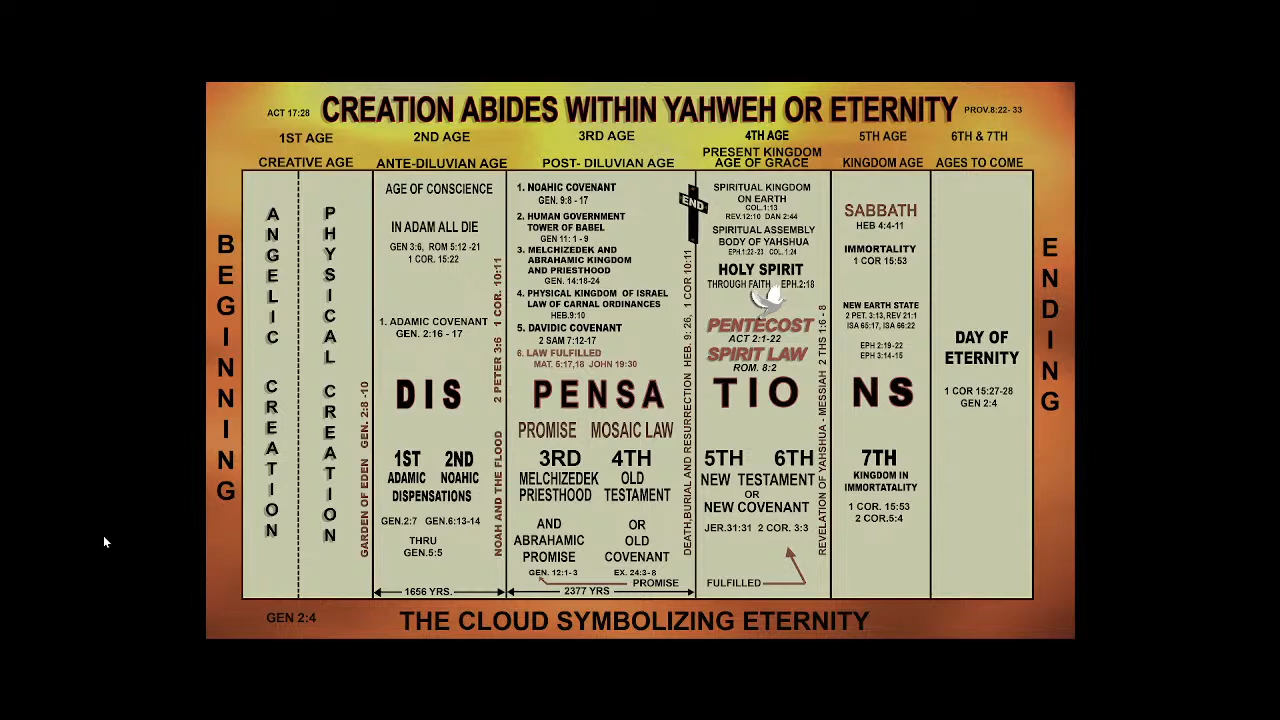 ACT 17:28 CREATION ABIDES WITHIN YAHWEH OR ETERNITY PROV.8:22- 33
1ST AGE
CREATIVE AGE
2ND AGE
ANTE-DILUVIAN AGE
3RD AGE
POST- DILUVIAN AGE
4TH AGE
PRESENT KINGDOM
AGE OF GRACE
5TH AGE
KINGDOM AGE
6TH & 7TH
AGES TO COME
BEGINNING
ANGELIC CREATION
PHYSICAL CREATION
GARDEN OF EDEN GEN. 2:8 -10
AGE OF CONSCIENCE
IN ADAM ALL DIE
GEN 3:6, ROM 5:12 -21
1 COR. 15:22
1. ADAMIC COVENANT
GEN. 2:16 - 17
DIS
1ST 2ND
ADAMIC NOAHIC
DISPENSATIONS
GEN.2:7 GEN.6:13-14
THRU
GEN.5:5
1656 YRS.
NOAH AND THE FLOOD 2 PETER 3:6 1 COR. 10:11
1. NOAHIC COVENANT
GEN. 9:8 - 17
2. HUMAN GOVERNMENT
TOWER OF BABEL
GEN 11: 1 - 9
3. MELCHIZEDEK AND
ABRAHAMIC KINGDOM
AND PRIESTHOOD
GEN. 14:18-24
4. PHYSICAL KINGDOM OF ISRAEL
LAW OF CARNAL ORDINANCES
HEB.9:10
5. DAVIDIC COVENANT
2 SAM 7:12-17
6. LAW FULFILLED
MAT. 5:17,18 JOHN 19:30
PENSA
PROMISE MOSAIC LAW
3RD 4TH
MELCHIZEDEK OLD
PRIESTHOOD TESTAMENT
AND OR
ABRAHAMIC OLD
PROMISE COVENANT
GEN. 12:1- 3 EX. 24:3- 8
PROMISE
2377 YRS
END
DEATH,BURIAL AND RESURRECTION HEB. 9: 26, 1 COR 10:11
SPIRITUAL KINGDOM
ON EARTH
COL.1:13
REV.12:10 DAN 2:44
SPIRITUAL ASSEMBLY
BODY OF YAHSHUA
EPH.1:22-23 COL. 1:24
HOLY SPIRIT
THROUGH FAITH EPH.2:18
PENTECOST
ACT 2:1-22
SPIRIT LAW
ROM. 8:2
TIO
5TH 6TH
NEW TESTAMENT
OR
NEW COVENANT
JER.31:31 2 COR. 3:3
FULFILLED
REVELATION OF YAHSHUA - MESSIAH 2 THS 1:6 - 8
SABBATH
HEB 4:4-11
IMMORTALITY
1 COR 15:53
NEW EARTH STATE
2 PET. 3:13, REV 21:1
ISA 65:17, ISA 66:22
EPH 2:19-22
EPH 3:14-15
NS
7TH
KINGDOM IN
IMMORTATALITY
1 COR. 15:53
2 COR.5:4
DAY OF
ETERNITY
1 COR 15:27-28
GEN 2:4
ENDING
GEN 2:4 THE CLOUD SYMBOLIZING ETERNITY